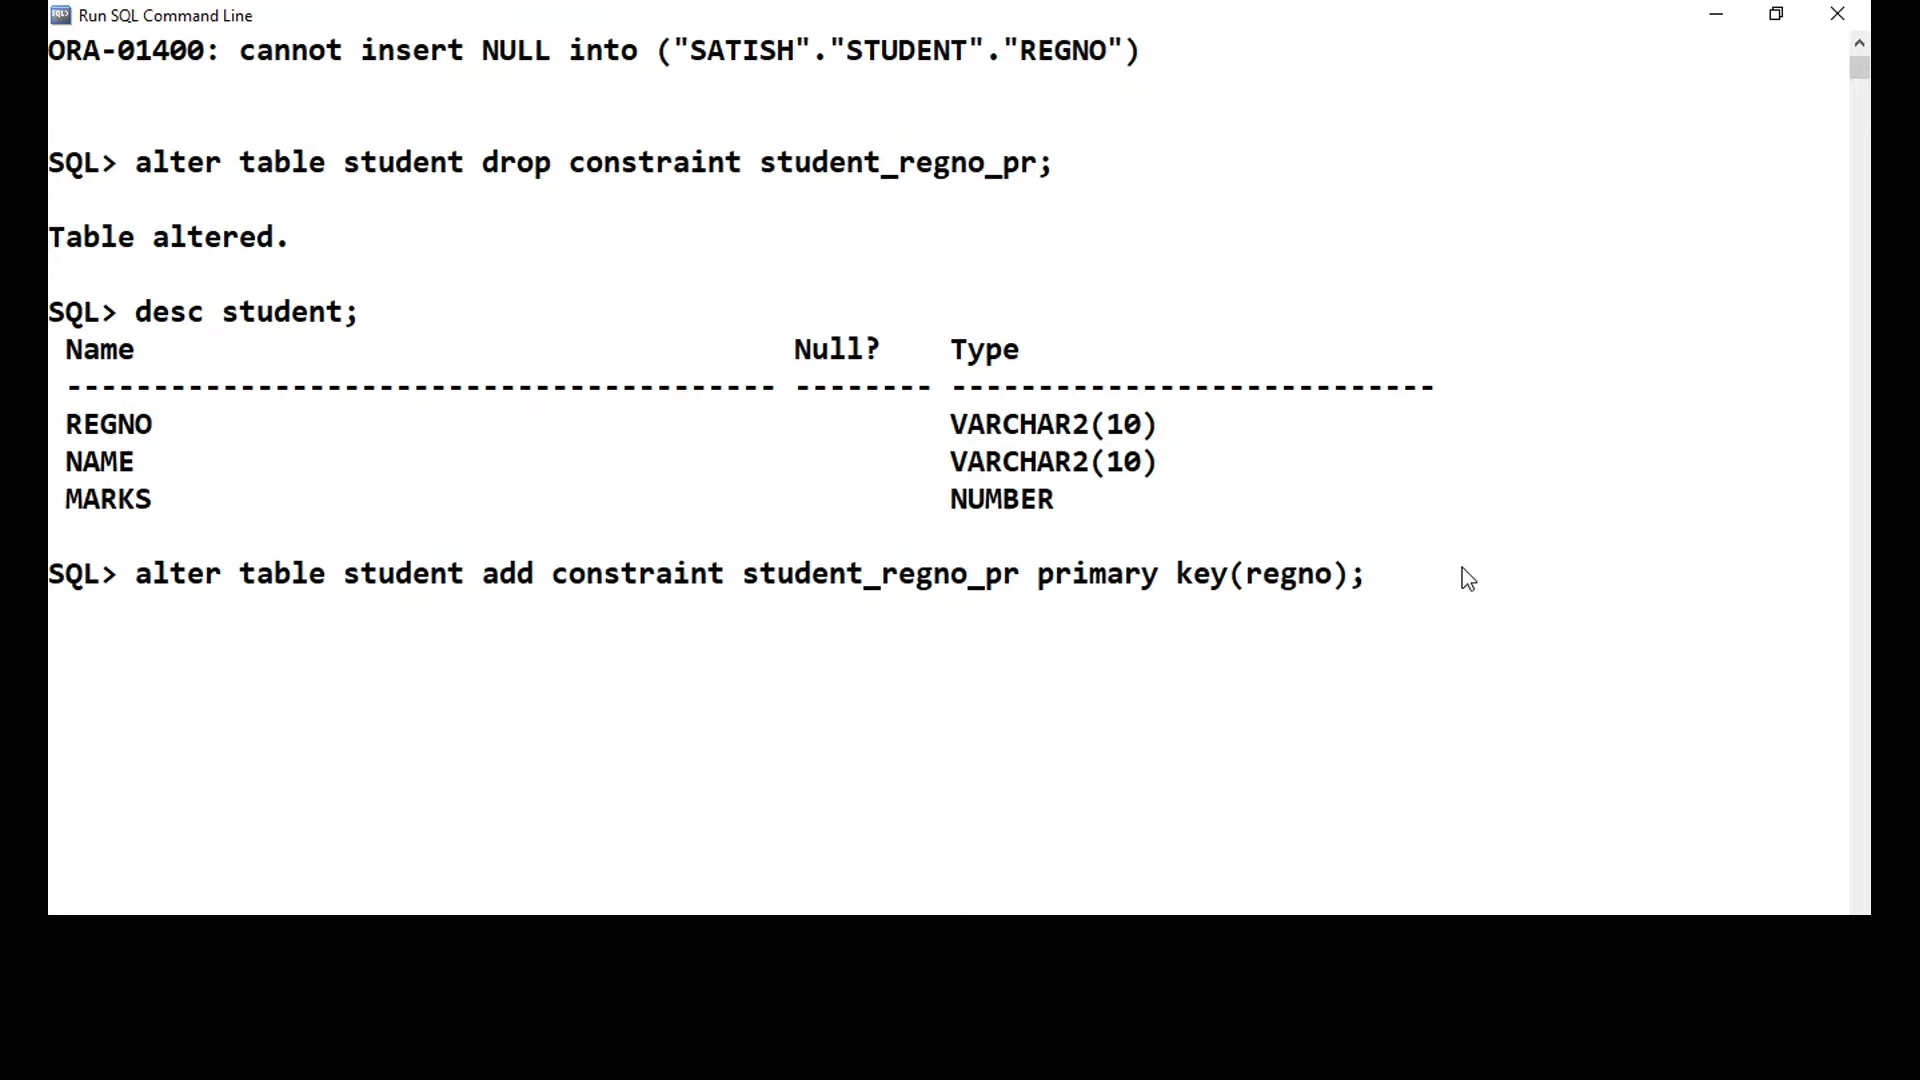 Run SQL Command Line
ORA-01400: cannot insert NULL into ("SATISH"."STUDENT"."REGNO")
SQL> alter table student drop constraint student_regno_pr;
Table altered.
SQL> desc student;
Name Null? Type
----------------------------------------- -------- ----------------------------
REGNO VARCHAR2(10)
NAME VARCHAR2(10)
MARKS NUMBER
SQL> alter table student add constraint student_regno_pr primary key(regno);